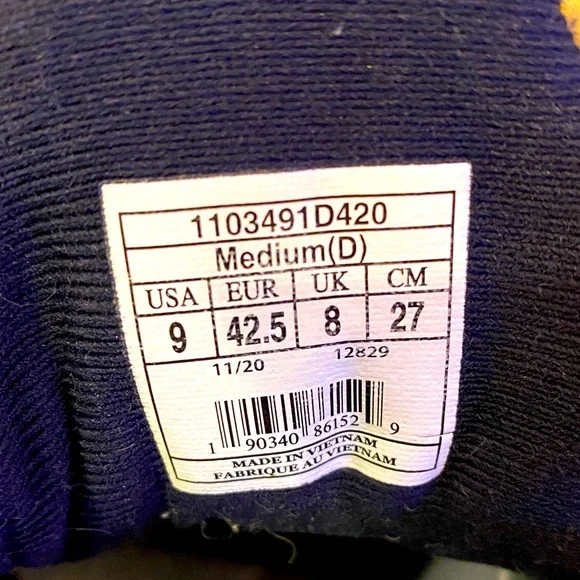 1103491D420
Medium(D)
USA EUR UK CM
9 42.5 8 27
11/20 12829
1 90340 86152 9
MADE IN VIETNAM
FABRIQUE AU VIETNAM